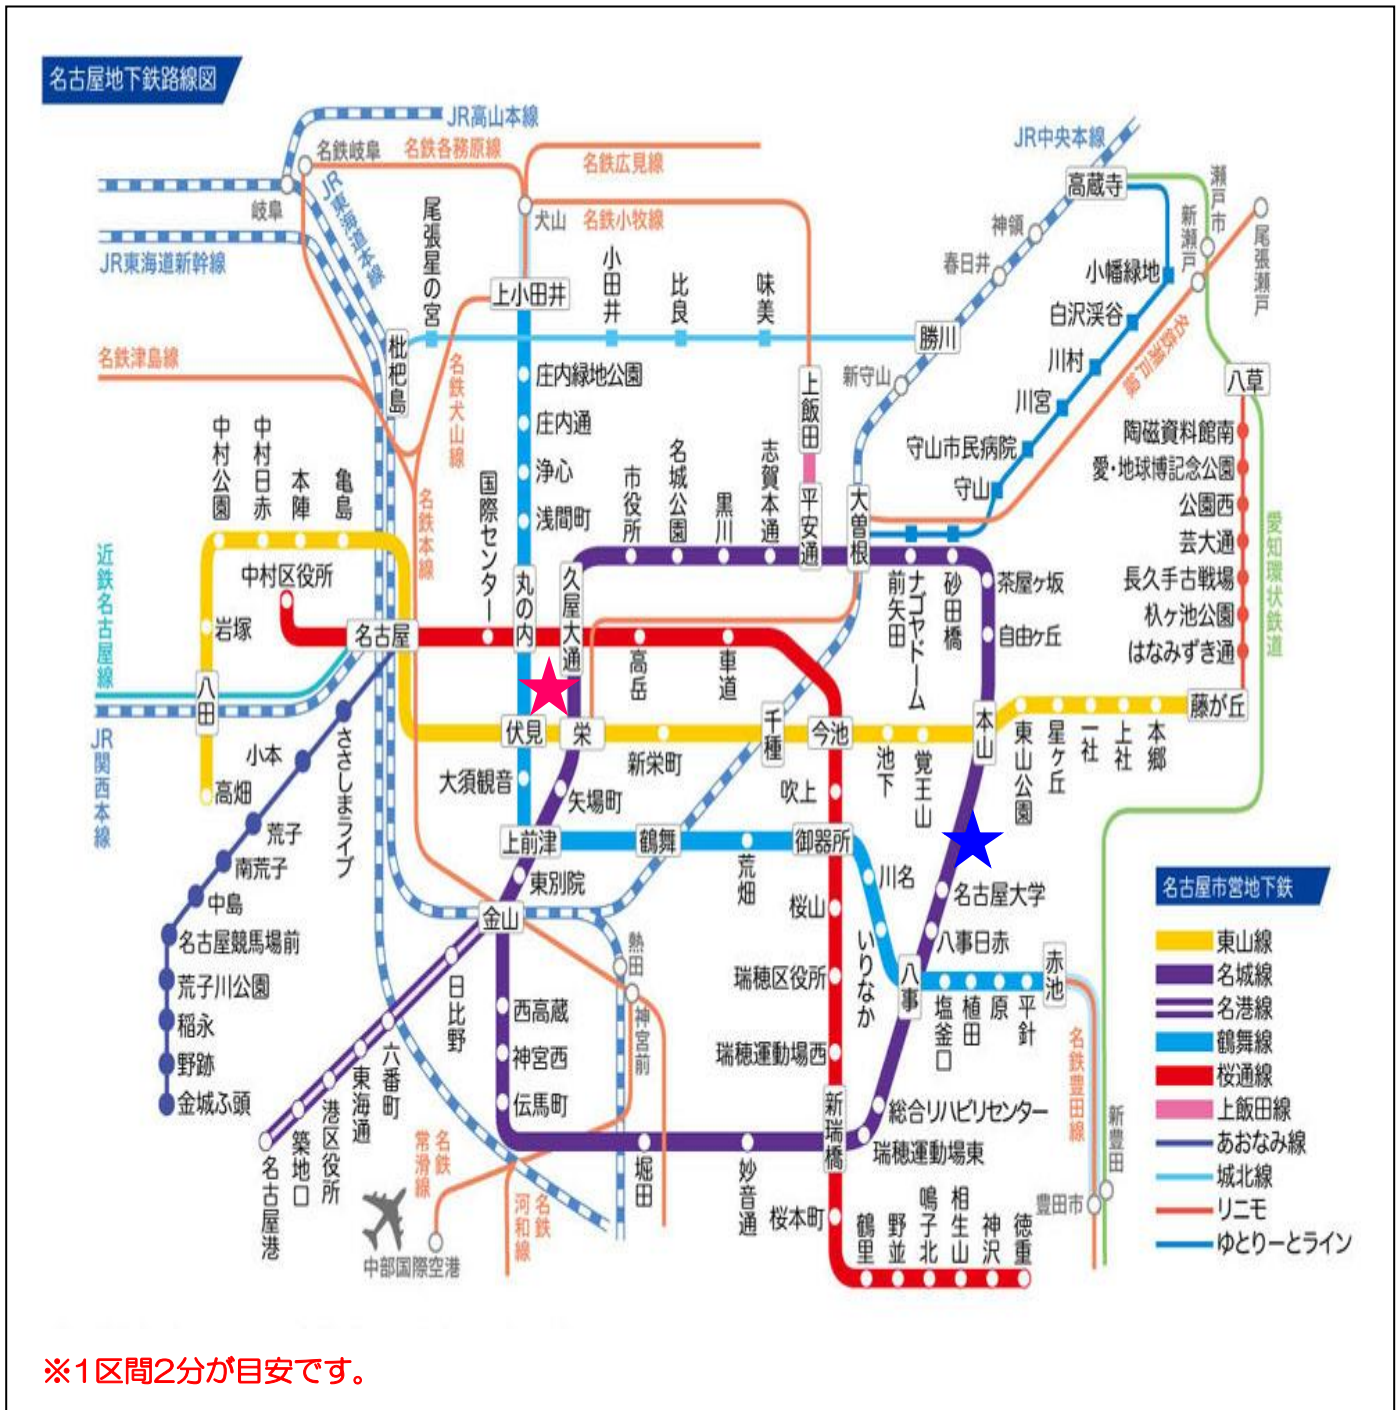 名古屋地下鉄路線図
JR高山本線
名鉄岐阜
名鉄各務原線
名鉄広見線
JR中央本線
岐阜
JR東海道本線
JR東海道新幹線
犬山
名鉄小牧線
高蔵寺
瀬戸市
新瀬戸
尾張瀬戸
神領
春日井
小幡緑地
白沢渓谷
川村
川宮
守山市民病院
守山
名鉄瀬戸線
尾張星の宮
上小田井
小田井
比良
味美
勝川
新守山
枇杷島
名鉄津島線
名鉄犬山線
名鉄本線
庄内緑地公園
庄内通
浄心
浅間町
上飯田
八草
陶磁資料館南
愛・地球博記念公園
公園西
芸大通
長久手古戦場
杁ヶ池公園
はなみずき通
愛知環状鉄道
中村公園
中村日赤
本陣
亀島
国際センター
市役所
名城公園
黒川
志賀本通
平安通
大曽根
近鉄名古屋線
中村区役所
岩塚
名古屋
丸の内
久屋大通
高岳
車道
ナゴヤドーム前矢田
砂田橋
茶屋ヶ坂
自由ヶ丘
八田
JR関西本線
伏見
栄
新栄町
千種
今池
池下
覚王山
本山
東山公園
星ヶ丘
一社
上社
本郷
藤が丘
高畑
小本
ささしまライブ
荒子
南荒子
中島
名古屋競馬場前
荒子川公園
稲永
野跡
金城ふ頭
大須観音
矢場町
吹上
上前津
鶴舞
荒畑
御器所
東別院
川名
名古屋大学
金山
桜山
いりなか
八事日赤
熱田
瑞穂区役所
八事
塩釜口
植田
原
平針
赤池
日比野
西高蔵
神宮前
神宮西
瑞穂運動場西
六番町
東海通
伝馬町
新瑞橋
総合リハビリセンター
瑞穂運動場東
名鉄豊田線
新豊田
豊田市
港区役所
築地口
名古屋港
名鉄常滑線
名鉄河和線
堀田
妙音通
桜本町
鶴里
野並
鳴子北
相生山
神沢
徳重
中部国際空港
名古屋市営地下鉄
東山線
名城線
名港線
鶴舞線
桜通線
上飯田線
あおなみ線
城北線
リニモ
ゆとりーとライン
※1区間2分が目安です。